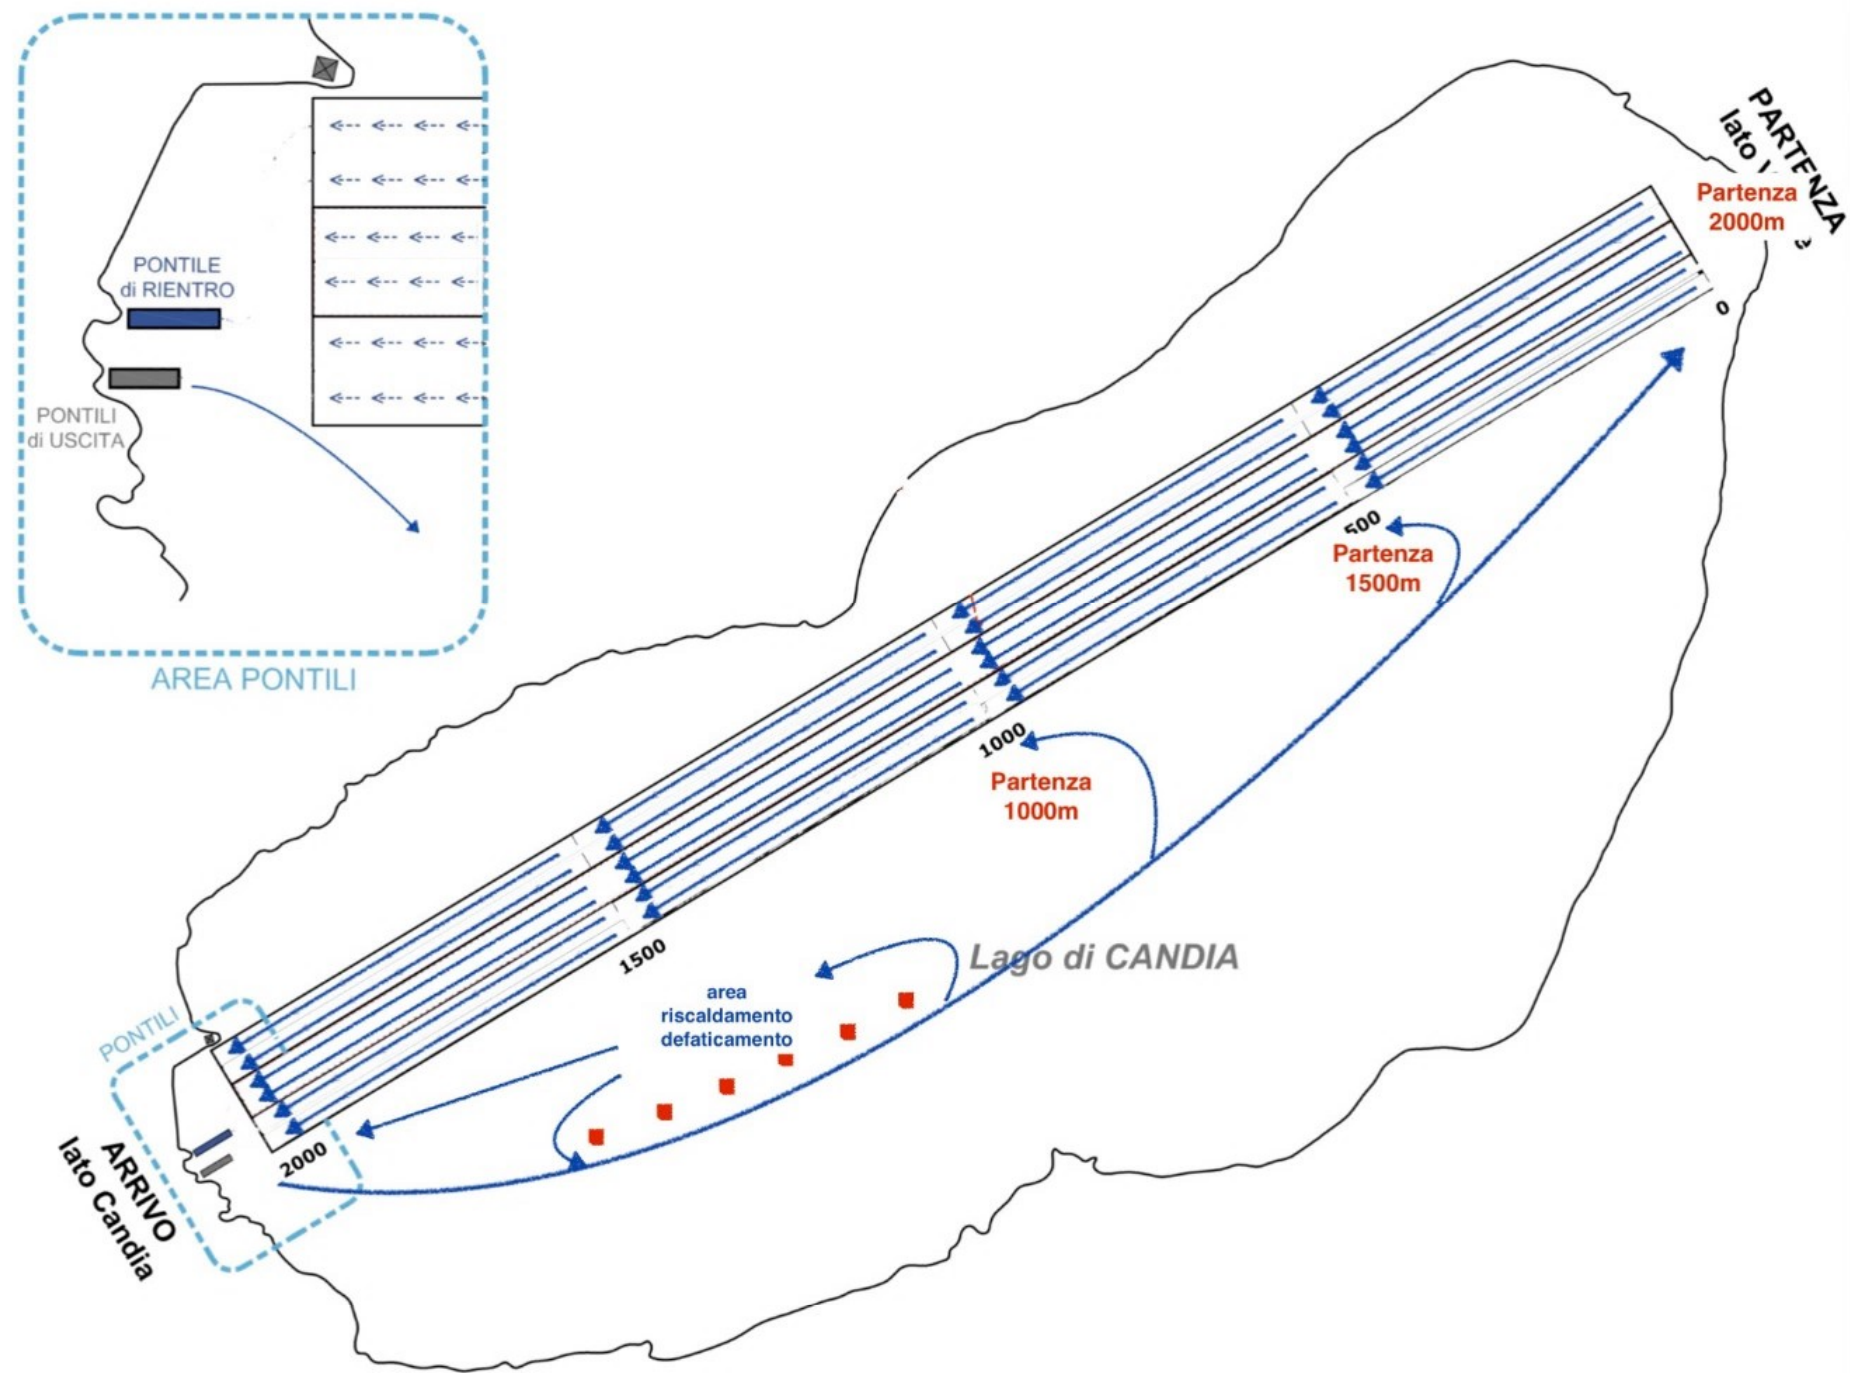 PONTILE
di RIENTRO
PONTILI
di USCITA
AREA PONTILI
PARTENZA
lato
Partenza
2000m
0
500
Partenza
1500m
1000
Partenza
1000m
1500
Lago di CANDIA
area
riscaldamento
defaticamento
PONTILI
2000
ARRIVO
lato Candia